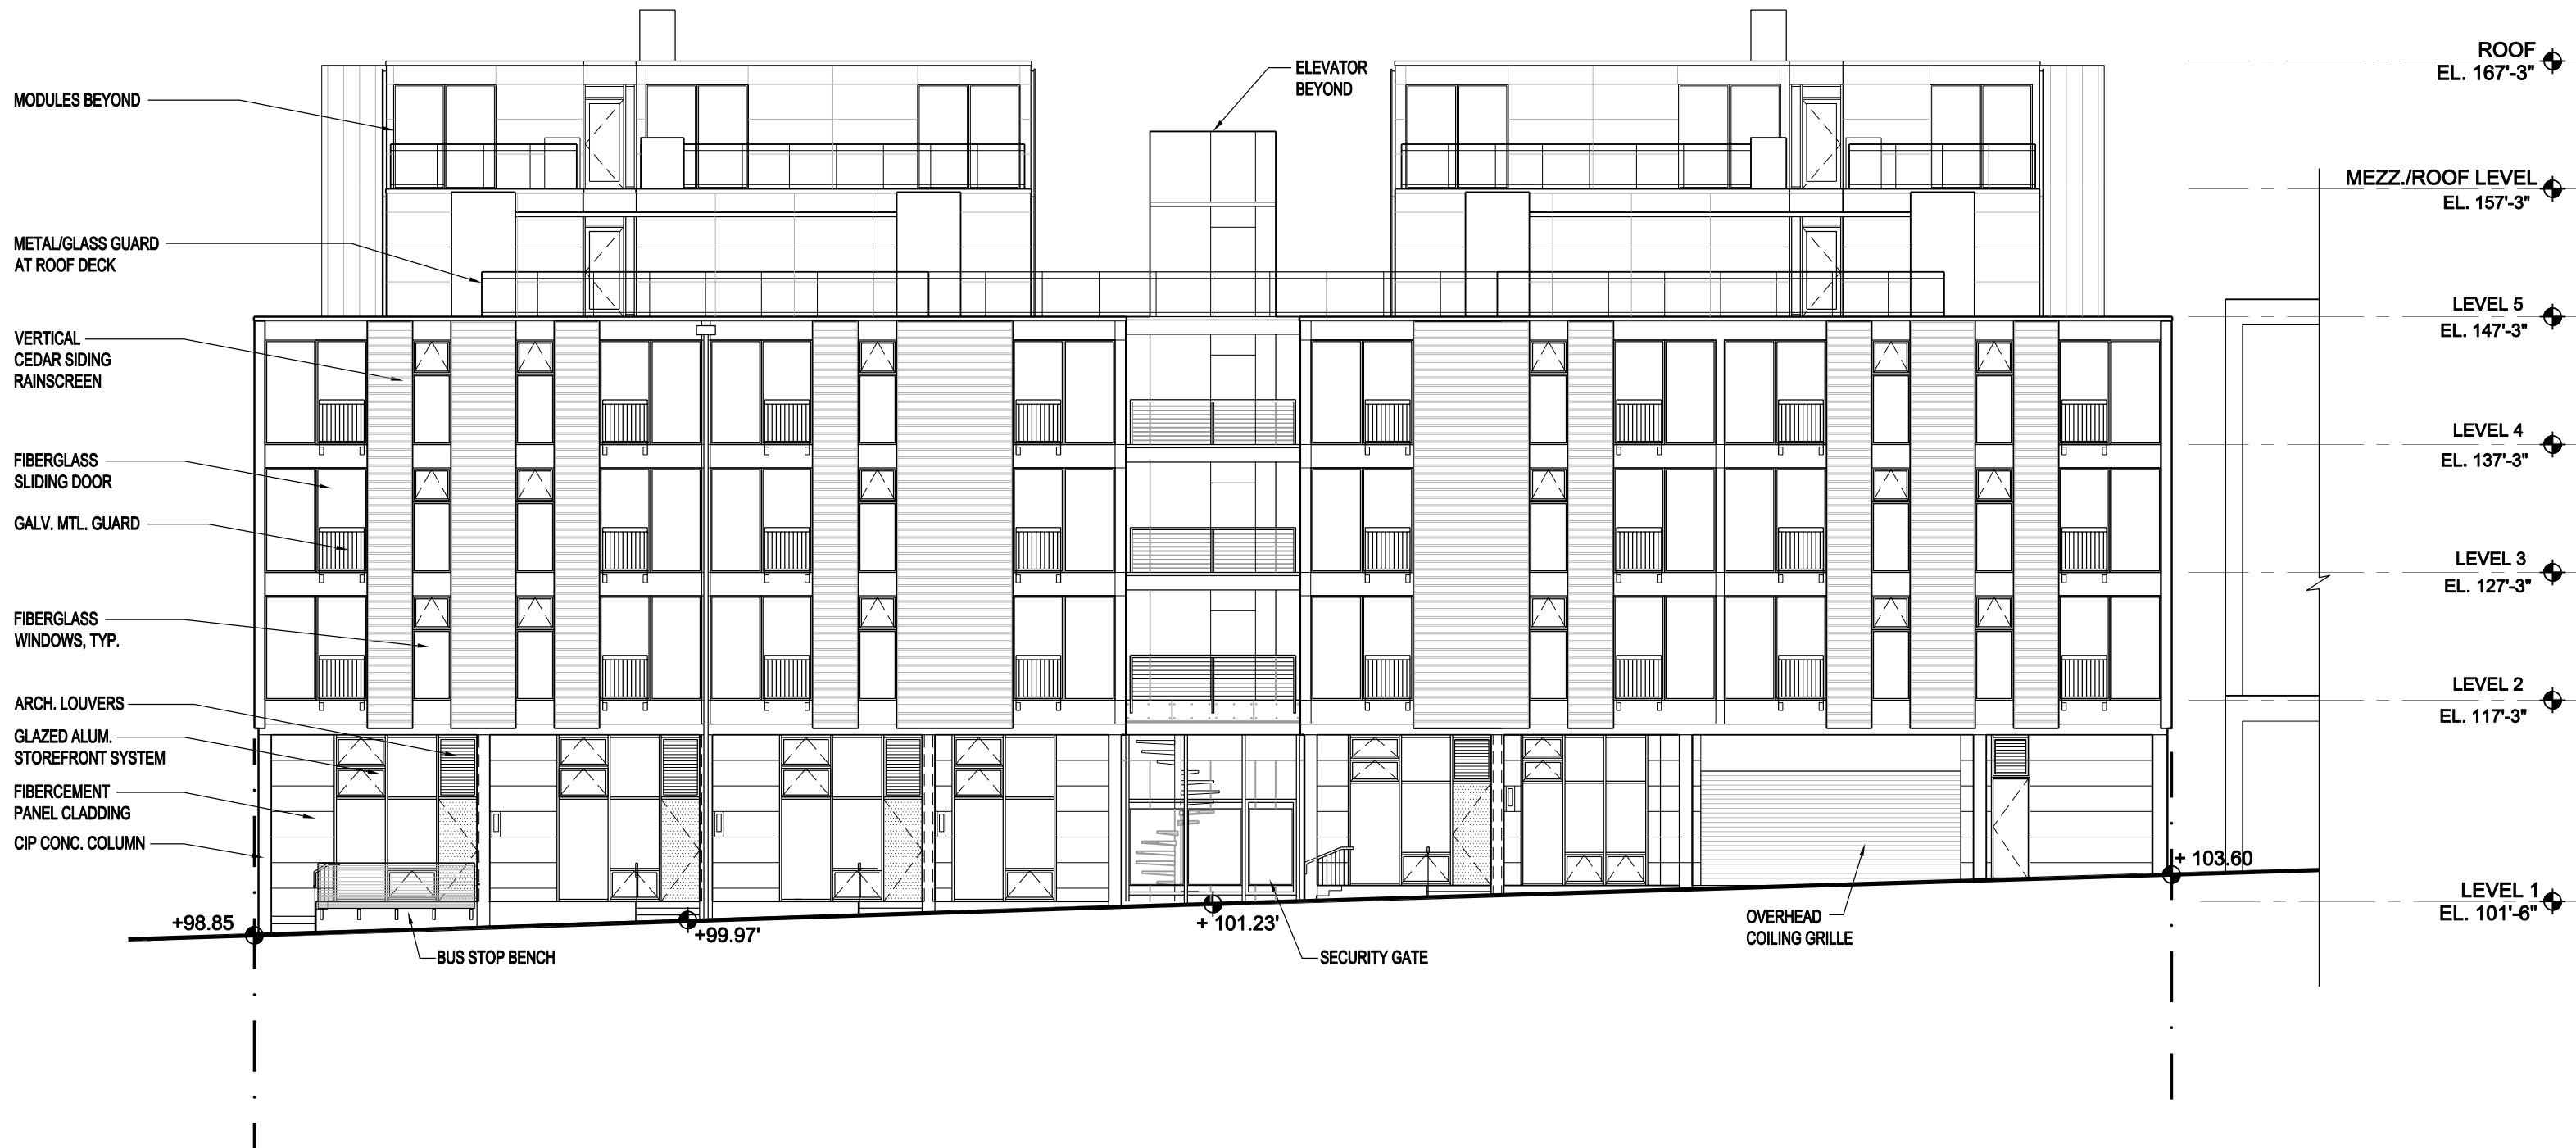 MODULES BEYOND
METAL/GLASS GUARD
AT ROOF DECK
VERTICAL
CEDAR SIDING
RAINSCREEN
FIBERGLASS
SLIDING DOOR
GALV. MTL. GUARD
FIBERGLASS
WINDOWS, TYP.
ARCH. LOUVERS
GLAZED ALUM.
STOREFRONT SYSTEM
FIBERCEMENT
PANEL CLADDING
CIP CONC. COLUMN
+98.85
BUS STOP BENCH
+99.97'
ELEVATOR
BEYOND
+ 101.23'
SECURITY GATE
OVERHEAD
COILING GRILLE
+ 103.60
ROOF
EL. 167'-3"
MEZZ./ROOF LEVEL
EL. 157'-3"
LEVEL 5
EL. 147'-3"
LEVEL 4
EL. 137'-3"
LEVEL 3
EL. 127'-3"
LEVEL 2
EL. 117'-3"
LEVEL 1
EL. 101'-6"